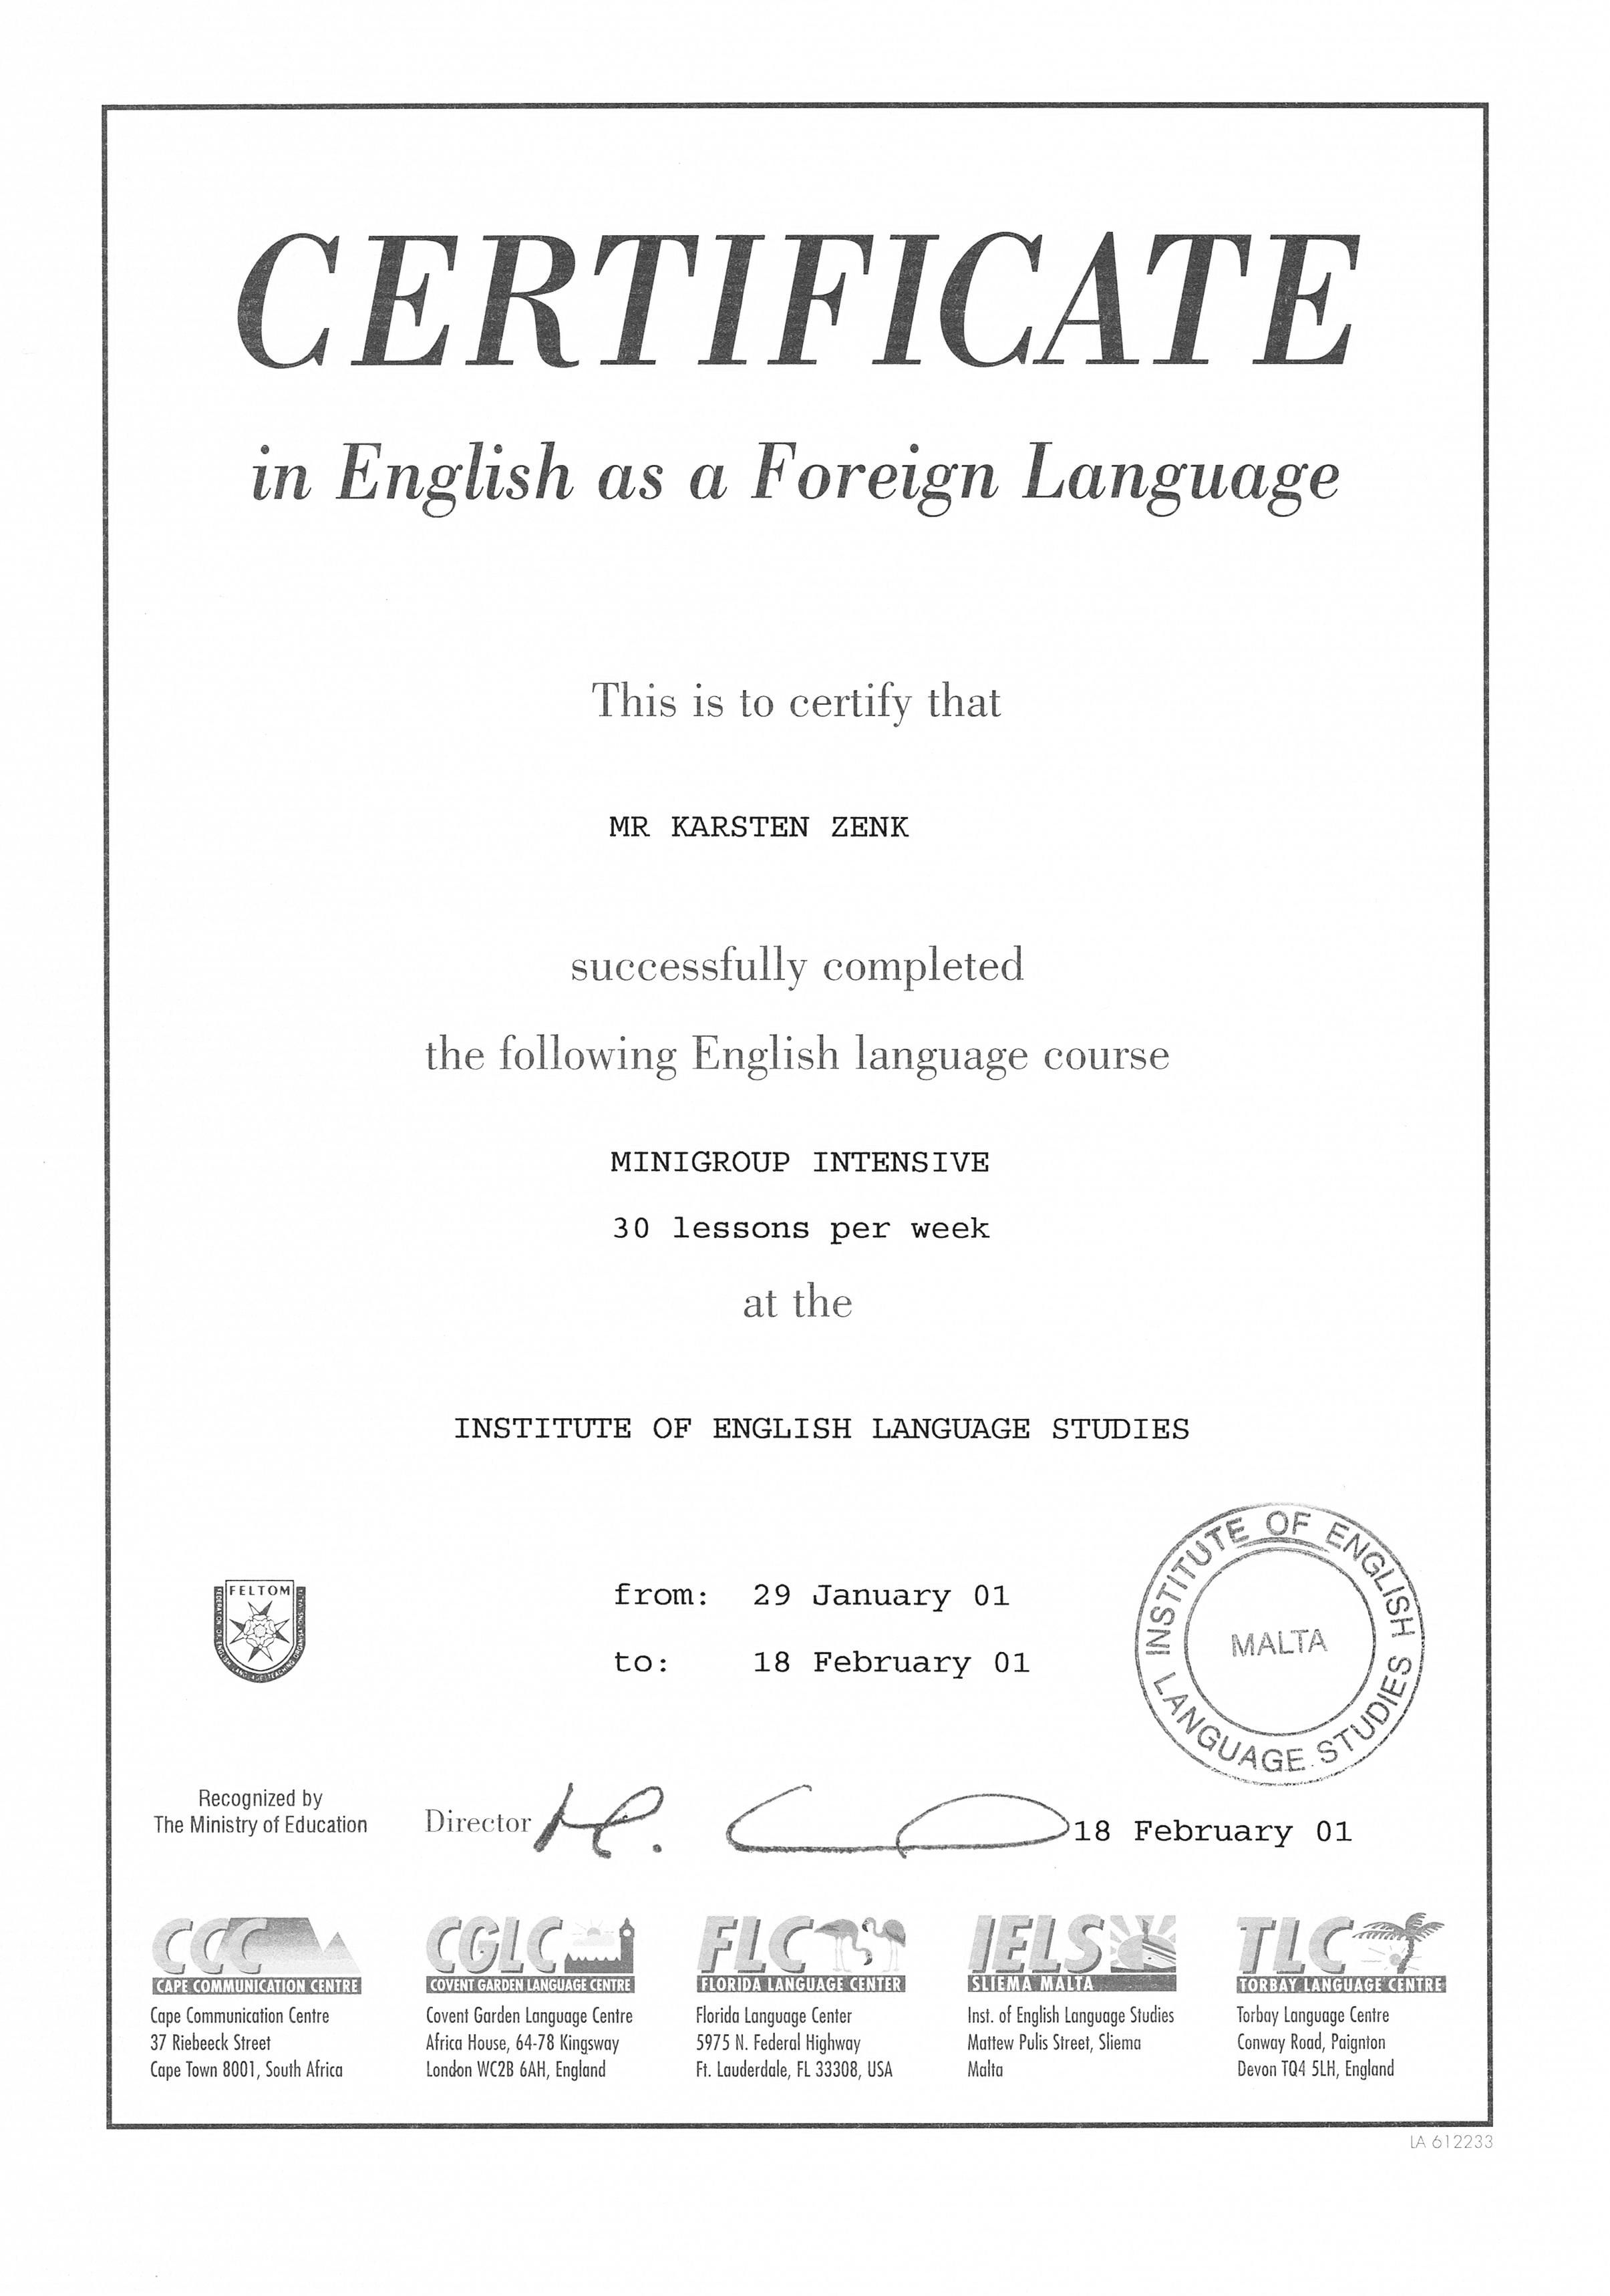 CERTIFICATE
in English as a Foreign Language
This is to certify that
MR KARSTEN ZENK
successfully completed
the following English language course
MINIGROUP INTENSIVE
30 lessons per week
at the
INSTITUTE OF ENGLISH LANGUAGE STUDIES
FELTOM
from: 29 January 01
to: 18 February 01
INSTITUTE OF ENGLISH LANGUAGE STUDIES
MALTA
Recognized by
The Ministry of Education
Director
18 February 01
CCC
CAPE COMMUNICATION CENTRE
Cape Communication Centre
37 Riebeeck Street
Cape Town 8001, South Africa
CGLC
COVENT GARDEN LANGUAGE CENTRE
Covent Garden Language Centre
Africa House, 64-78 Kingsway
London WC2B 6AH, England
FLC
FLORIDA LANGUAGE CENTER
Florida Language Center
5975 N. Federal Highway
Ft. Lauderdale, FL 33308, USA
IELS
SLIEMA MALTA
Inst. of English Language Studies
Mattew Pulis Street, Sliema
Malta
TLC
TORBAY LANGUAGE CENTRE
Torbay Language Centre
Conway Road, Paignton
Devon TQ4 5LH, England
LA 612233